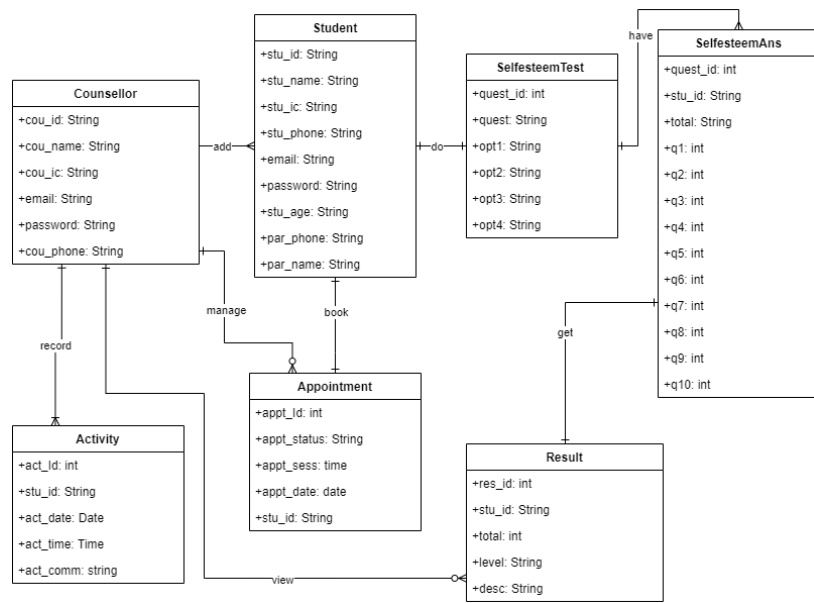 Student
+stu_id: String
+stu_name: String
+stu_ic: String
+stu_phone: String
+email: String
+password: String
+stu_age: String
+par_phone: String
+par_name: String
SelfesteemTest
+quest_id: int
+quest: String
+opt1: String
+opt2: String
+opt3: String
+opt4: String
have
SelfesteemAns
+quest_id: int
+stu_id: String
+total: String
+q1: int
+q2: int
+q3: int
+q4: int
+q5: int
+q6: int
+q7: int
+q8: int
+q9: int
+q10: int
Counsellor
+cou_id: String
+cou_name: String
+cou_ic: String
+email: String
+password: String
+cou_phone: String
add
do
manage
book
record
get
Activity
+act_Id: int
+stu_id: String
+act_date: Date
+act_time: Time
+act_comm: string
Appointment
+appt_Id: int
+appt_status: String
+appt_sess: time
+appt_date: date
+stu_id: String
Result
+res_id: int
+stu_id: String
+total: int
+level: String
+desc: String
view